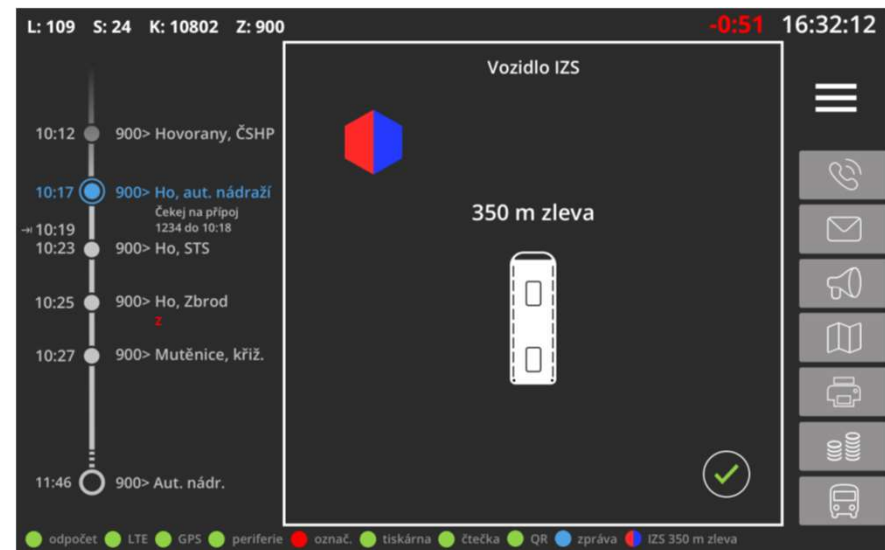 L: 109 S: 24 K: 10802 Z: 900
-0:51 16:32:12
Vozidlo IZS
350 m zleva
10:12 900> Hovorany, ČSHP
10:17 900> Ho, aut. nádraží
Čekej na přípoj
10:19 1234 do 10:18
10:23 900> Ho, STS
10:25 900> Ho, Zbrod
z
10:27 900> Mutěnice, křiž.
11:46 900> Aut. nádr.
odpočet LTE GPS periferie označ. tiskárna čtečka QR zpráva IZS 350 m zleva